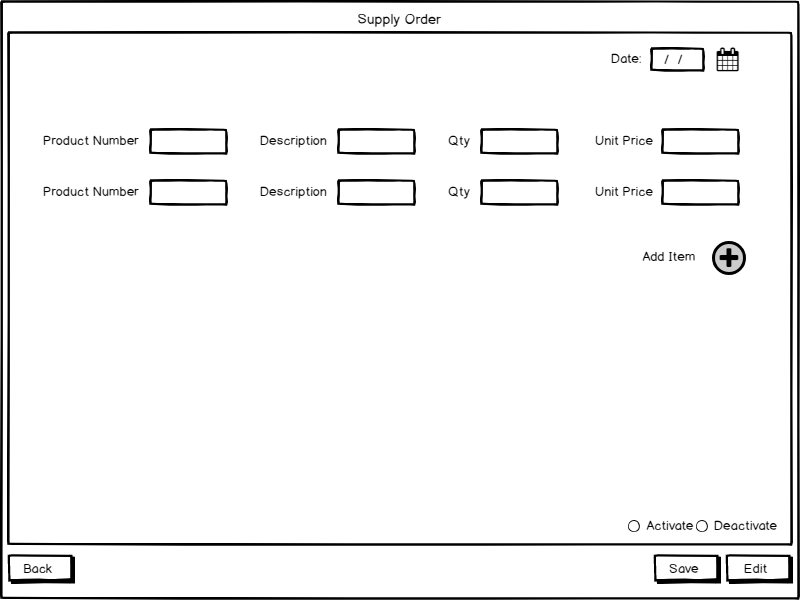 Supply Order
Date: / /
Product Number Description Qty Unit Price
Product Number Description Qty Unit Price
Add Item
Activate Deactivate
Back Save Edit